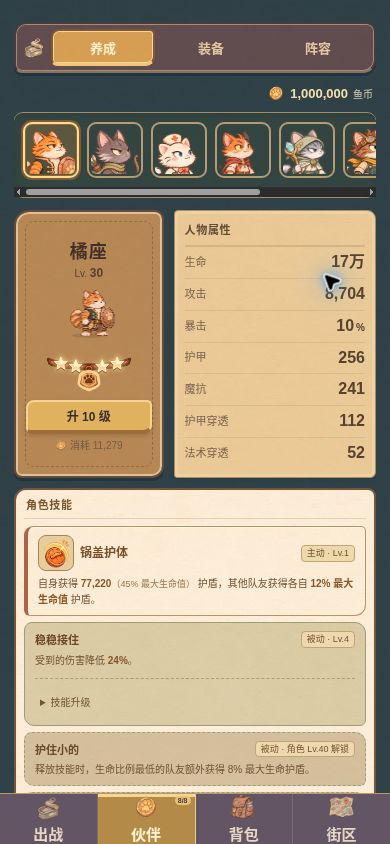 养成 装备 阵容
1,000,000 鱼币
橘座
Lv. 30
升 10 级
消耗 11,279
人物属性
生命 17万
攻击 8,704
暴击 10%
护甲 256
魔抗 241
护甲穿透 112
法术穿透 52
角色技能
锅盖护体 主动 · Lv.1
自身获得 77,220（45% 最大生命值） 护盾，其他队友获得各自 12% 最大
生命值 护盾。
稳稳接住 被动 · Lv.4
受到的伤害降低 24%。
▶ 技能升级
护住小的 被动 · 角色 Lv.40 解锁
释放技能时，生命比例最低的队友额外获得 8% 最大生命护盾。
8/8
出战 伙伴 背包 街区